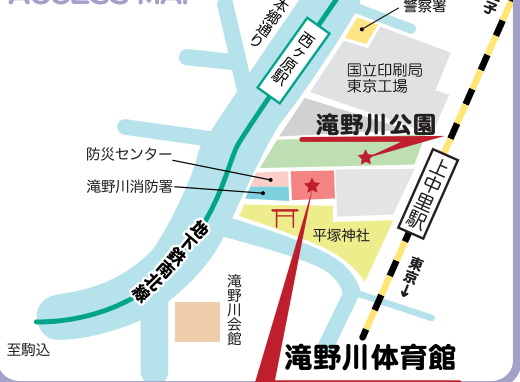 ACCESS MAP
本郷通り
警察署
西ヶ原駅
国立印刷局
東京工場
滝野川公園
防災センター
滝野川消防署
上中里駅
平塚神社
地下鉄南北線
東京→
滝野川会館
至駒込
滝野川体育館